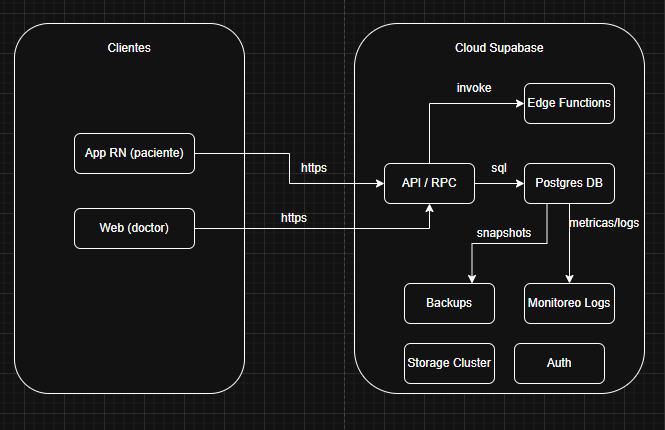 Clientes
Cloud Supabase
invoke
Edge Functions
App RN (paciente)
https
API / RPC
sql
Postgres DB
Web (doctor)
https
snapshots
metricas/logs
Backups
Monitoreo Logs
Storage Cluster
Auth